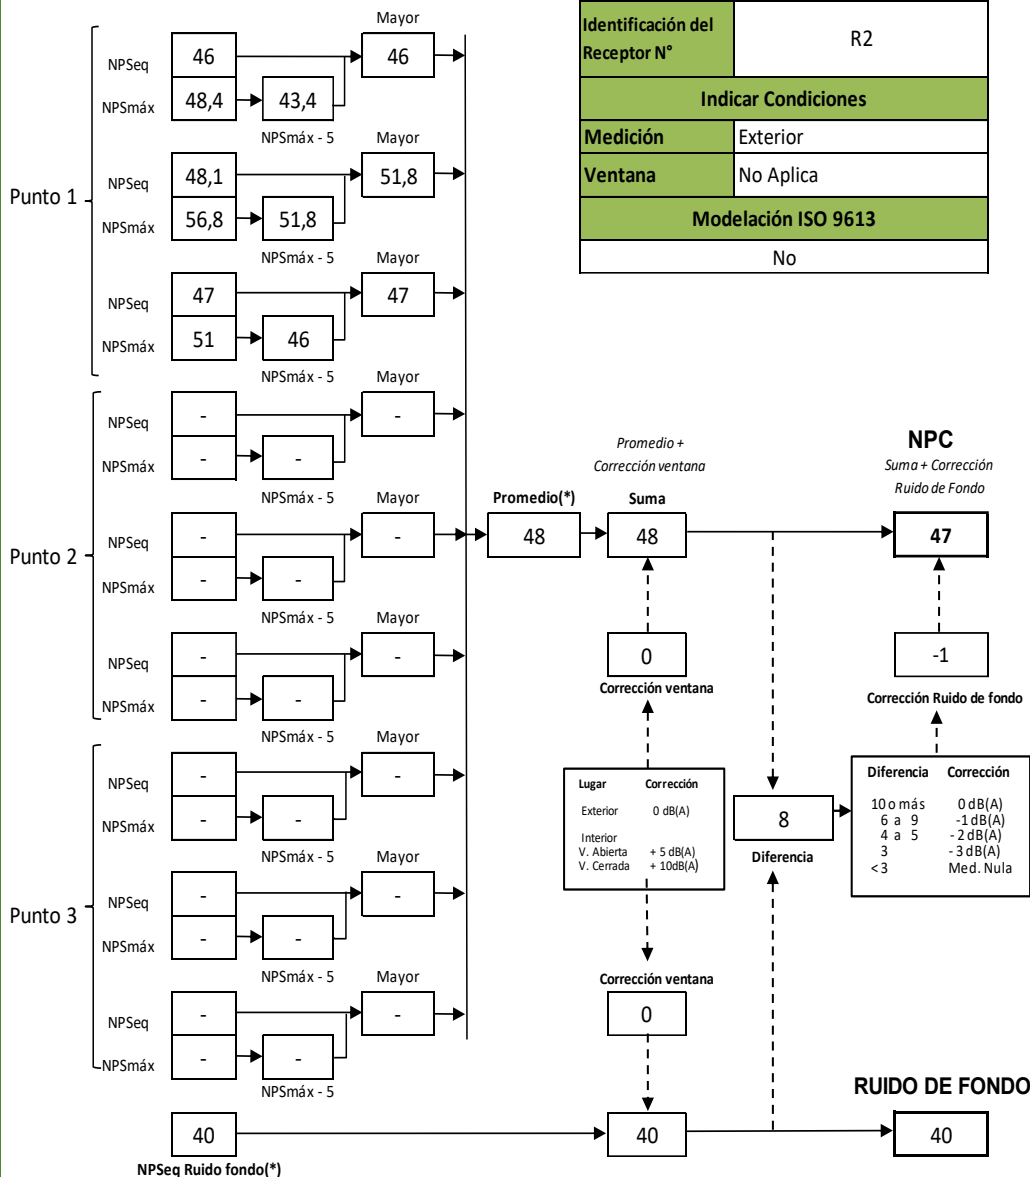 Identificación del Receptor N°
R2
Indicar Condiciones
Medición
Exterior
Ventana
No Aplica
Modelación ISO 9613
No
Punto 1
Mayor
NPSeq
46
46
NPSmáx
48,4
43,4
NPSmáx - 5
Mayor
NPSeq
48,1
51,8
NPSmáx
56,8
51,8
NPSmáx - 5
Mayor
NPSeq
47
47
NPSmáx
51
46
NPSmáx - 5
Punto 2
Mayor
NPSeq
-
-
NPSmáx
-
-
NPSmáx - 5
Mayor
NPSeq
-
-
NPSmáx
-
-
NPSmáx - 5
Mayor
NPSeq
-
-
NPSmáx
-
-
NPSmáx - 5
Punto 3
Mayor
NPSeq
-
-
NPSmáx
-
-
NPSmáx - 5
Mayor
NPSeq
-
-
NPSmáx
-
-
NPSmáx - 5
Mayor
NPSeq
-
-
NPSmáx
-
-
NPSmáx - 5
Promedio(*)
48
Promedio +
Corrección ventana
Suma
48
0
Corrección ventana
Lugar Corrección
Exterior 0 dB(A)
Interior
V. Abierta + 5 dB(A)
V. Cerrada + 10dB(A)
Corrección ventana
0
8
Diferencia
NPC
Suma + Corrección
Ruido de Fondo
47
-1
Corrección Ruido de fondo
Diferencia Corrección
10 o más 0 dB(A)
6 a 9 -1 dB(A)
4 a 5 - 2 dB(A)
3 - 3 dB(A)
< 3 Med. Nula
RUIDO DE FONDO
40
40
40
NPSeq Ruido fondo(*)